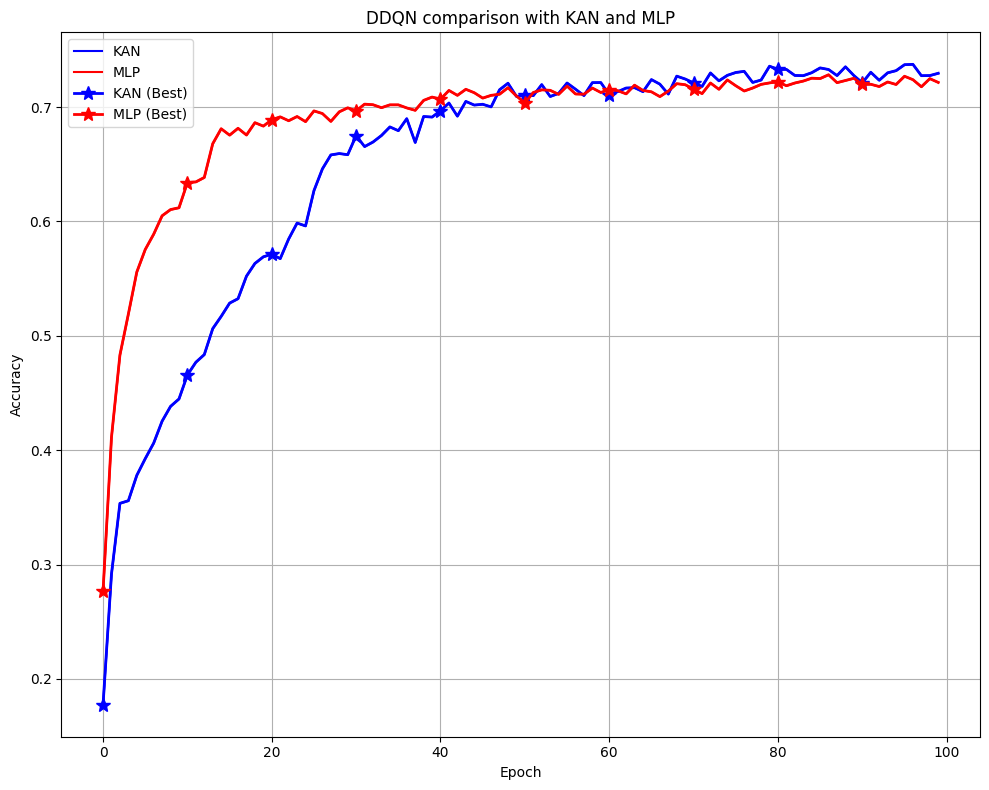 DDQN comparison with KAN and MLP
KAN
MLP
KAN (Best)
MLP (Best)
Accuracy
0.7
0.6
0.5
0.4
0.3
0.2
0 20 40 60 80 100
Epoch